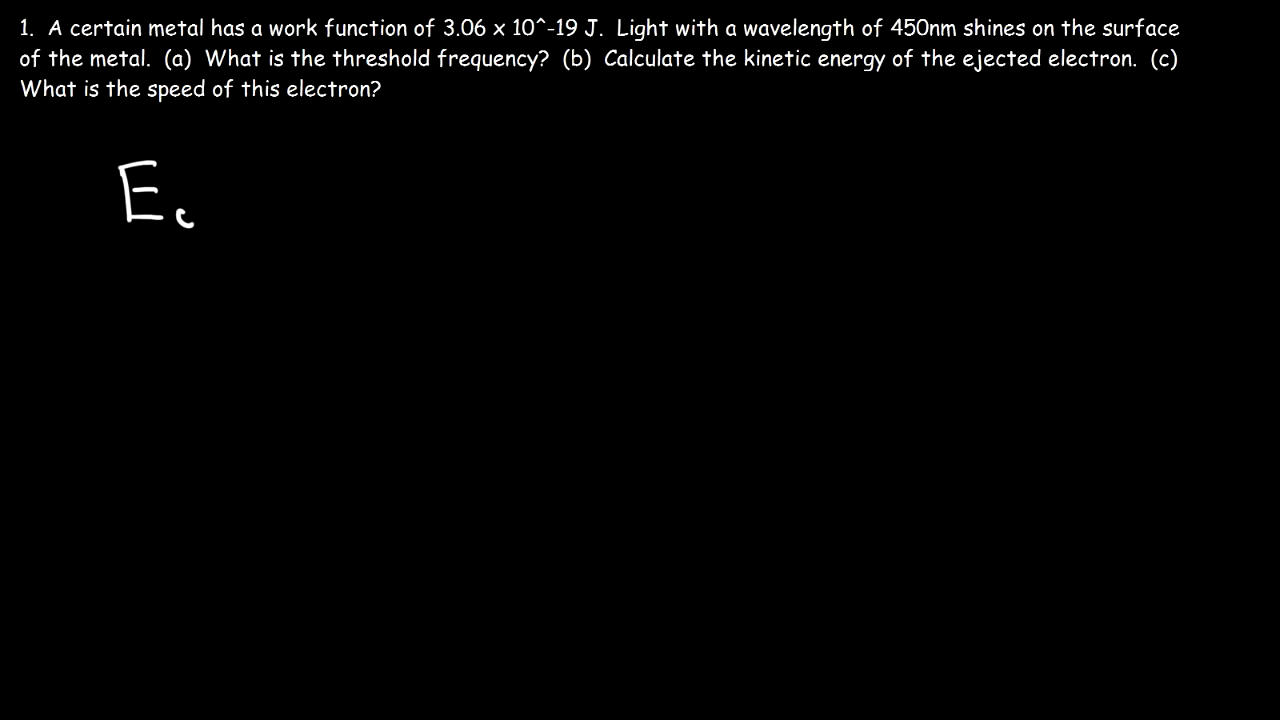 1.  A certain metal has a work function of 3.06 x 10^-19 J.  Light with a wavelength of 450nm shines on the surface
of the metal.  (a)  What is the threshold frequency?  (b)  Calculate the kinetic energy of the ejected electron.  (c)
What is the speed of this electron?
E c